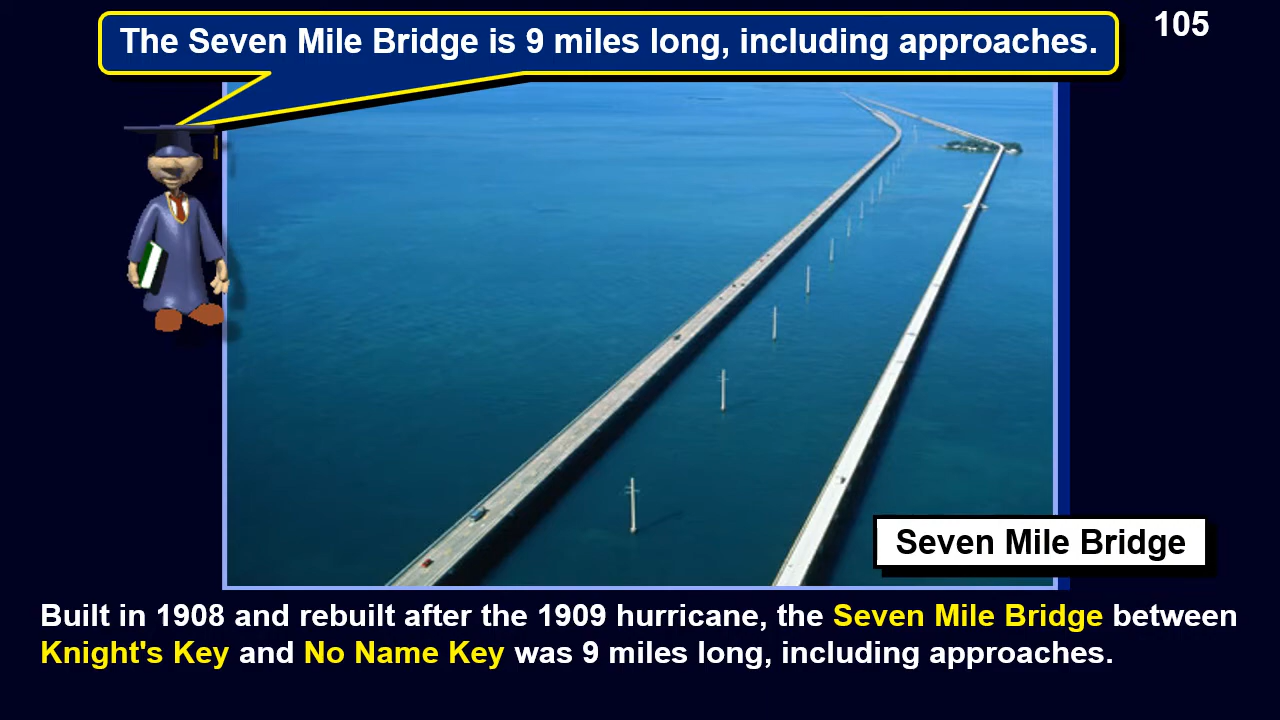 The Seven Mile Bridge is 9 miles long, including approaches.
105
Seven Mile Bridge
Built in 1908 and rebuilt after the 1909 hurricane, the Seven Mile Bridge between
Knight's Key and No Name Key was 9 miles long, including approaches.